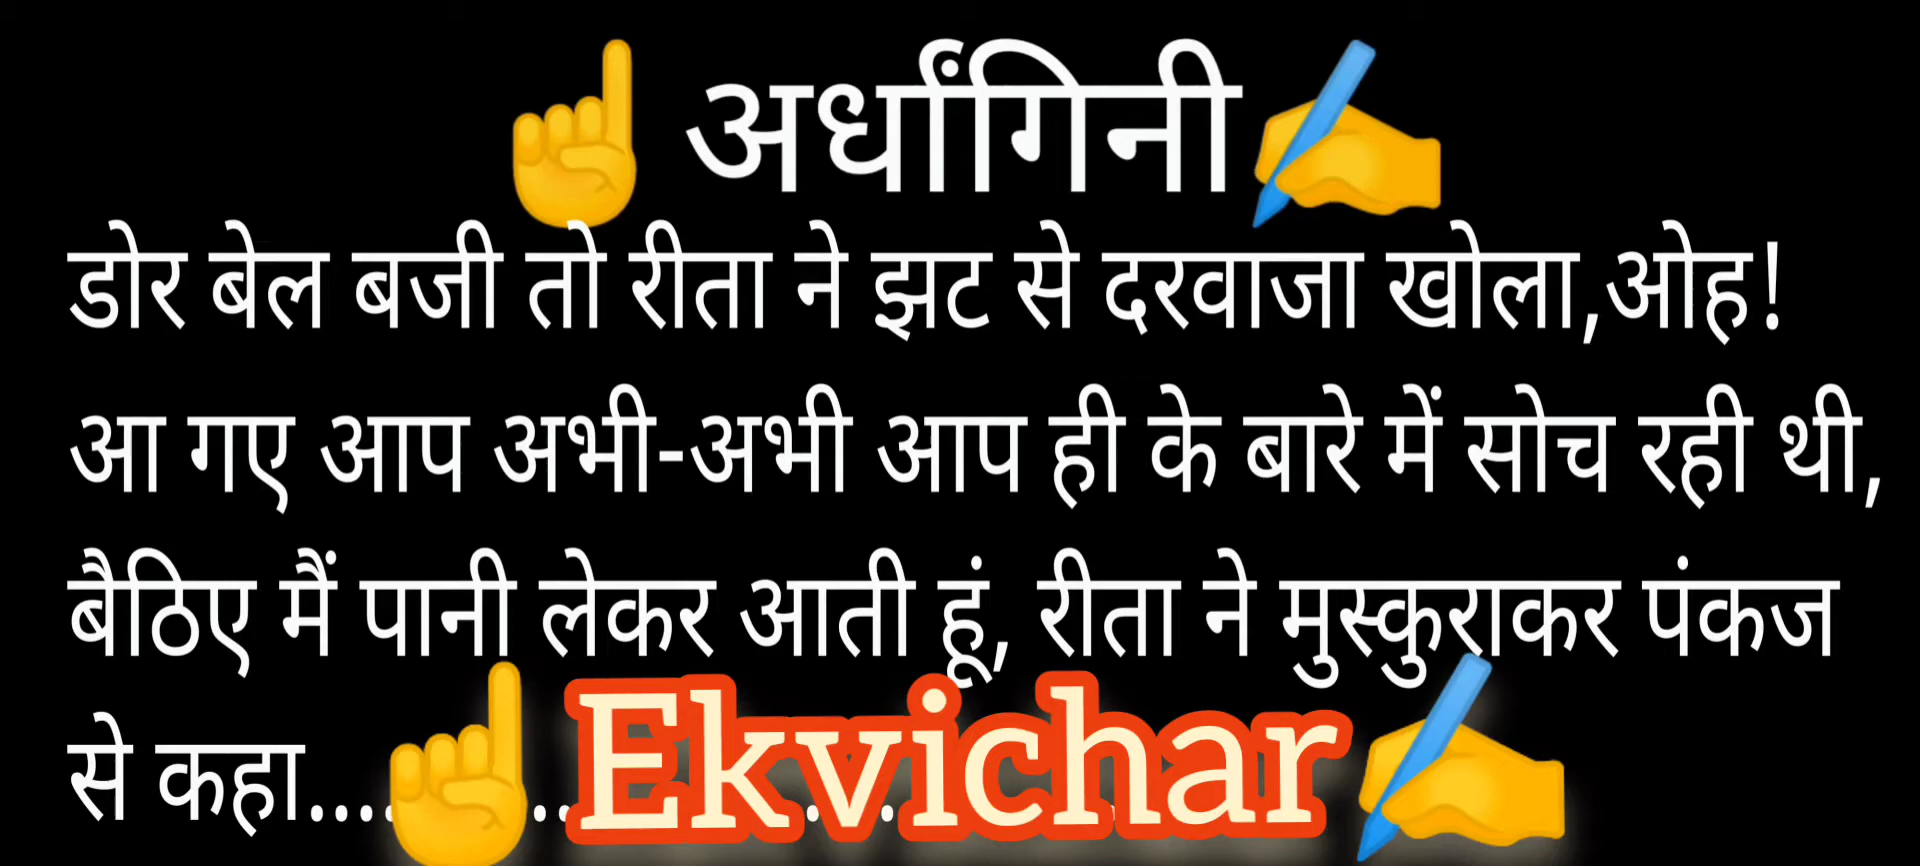 ☝️अर्धांगिनी✍️
डोर बेल बजी तो रीता ने झट से दरवाजा खोला,ओह!
आ गए आप अभी-अभी आप ही के बारे में सोच रही थी,
बैठिए मैं पानी लेकर आती हूं, रीता ने मुस्कुराकर पंकज
से कहा....
☝️Ekvichar✍️